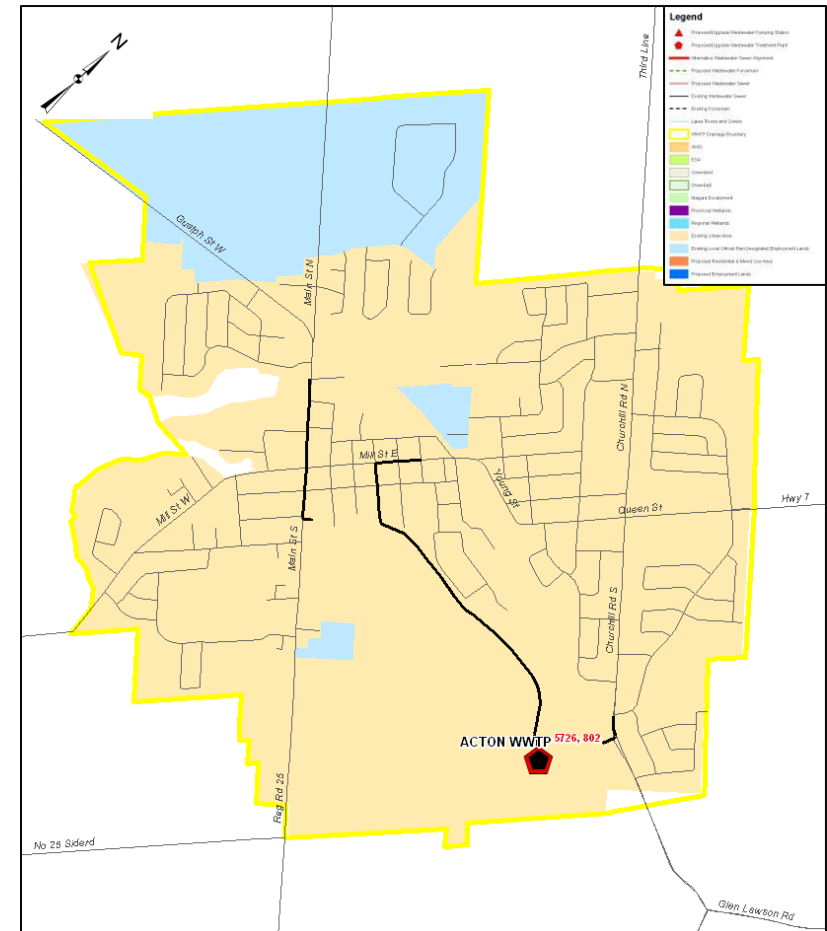 N
Third Line
Legend
Proposed/Upgrade Wastewater Pumping Station
Proposed/Upgrade Wastewater Treatment Plant
Alternative Wastewater Sewer Alignment
Proposed Wastewater Forcemain
Proposed Wastewater Sewer
Existing Wastewater Sewer
Existing Forcemain
Lakes Rivers and Creeks
WWTP Drainage Boundary
ANSI
ESA
Greenbelt
Niagara Escarpment
Provincial Wetlands
Regional Wetlands
Existing Urban Area
Existing Local Official Plan Designated Employment Lands
Proposed Residential & Mixed Use Area
Proposed Employment Lands
Guelph St W
Main St N
Churchill Rd N
Mill St E
Young St
Hwy 7
Queen St
Mill St W
Main St S
Churchill Rd S
ACTON WWTP 5726, 802
Reg Rd 25
No 25 Siderd
Glen Lawson Rd